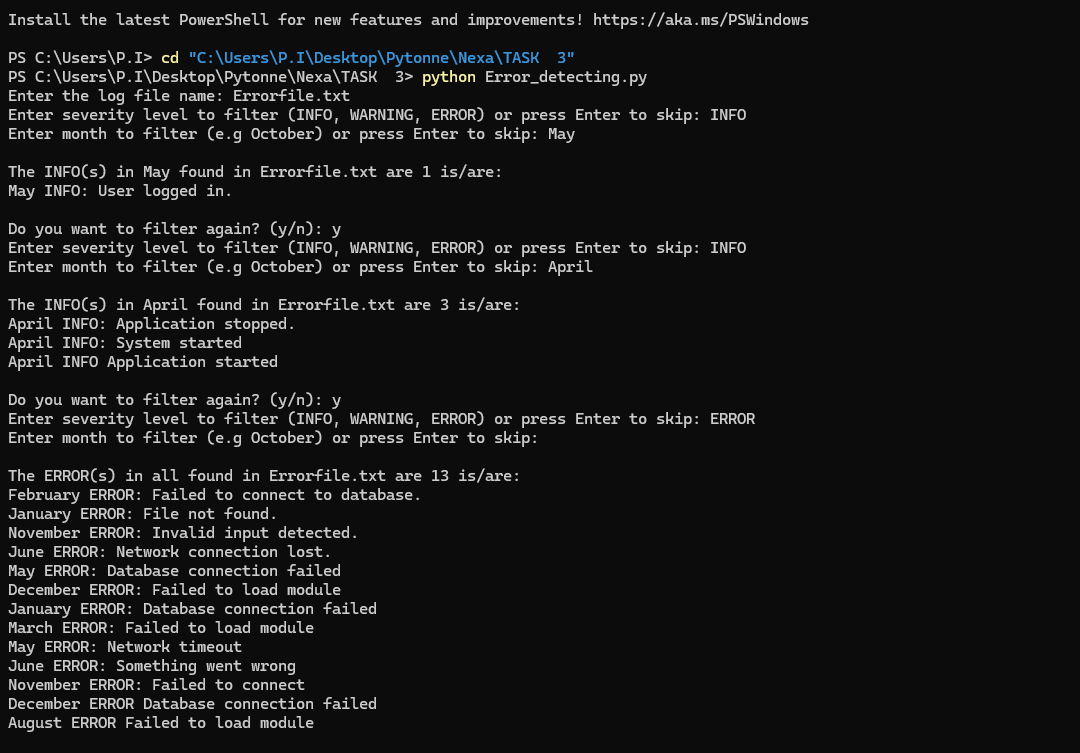 Install the latest PowerShell for new features and improvements! https://aka.ms/PSWindows
PS C:\Users\P.I> cd "C:\Users\P.I\Desktop\Pytonne\Nexa\TASK  3"
PS C:\Users\P.I\Desktop\Pytonne\Nexa\TASK  3> python Error_detecting.py
Enter the log file name: Errorfile.txt
Enter severity level to filter (INFO, WARNING, ERROR) or press Enter to skip: INFO
Enter month to filter (e.g October) or press Enter to skip: May
The INFO(s) in May found in Errorfile.txt are 1 is/are:
May INFO: User logged in.
Do you want to filter again? (y/n): y
Enter severity level to filter (INFO, WARNING, ERROR) or press Enter to skip: INFO
Enter month to filter (e.g October) or press Enter to skip: April
The INFO(s) in April found in Errorfile.txt are 3 is/are:
April INFO: Application stopped.
April INFO: System started
April INFO Application started
Do you want to filter again? (y/n): y
Enter severity level to filter (INFO, WARNING, ERROR) or press Enter to skip: ERROR
Enter month to filter (e.g October) or press Enter to skip:
The ERROR(s) in all found in Errorfile.txt are 13 is/are:
February ERROR: Failed to connect to database.
January ERROR: File not found.
November ERROR: Invalid input detected.
June ERROR: Network connection lost.
May ERROR: Database connection failed
December ERROR: Failed to load module
January ERROR: Database connection failed
March ERROR: Failed to load module
May ERROR: Network timeout
June ERROR: Something went wrong
November ERROR: Failed to connect
December ERROR Database connection failed
August ERROR Failed to load module